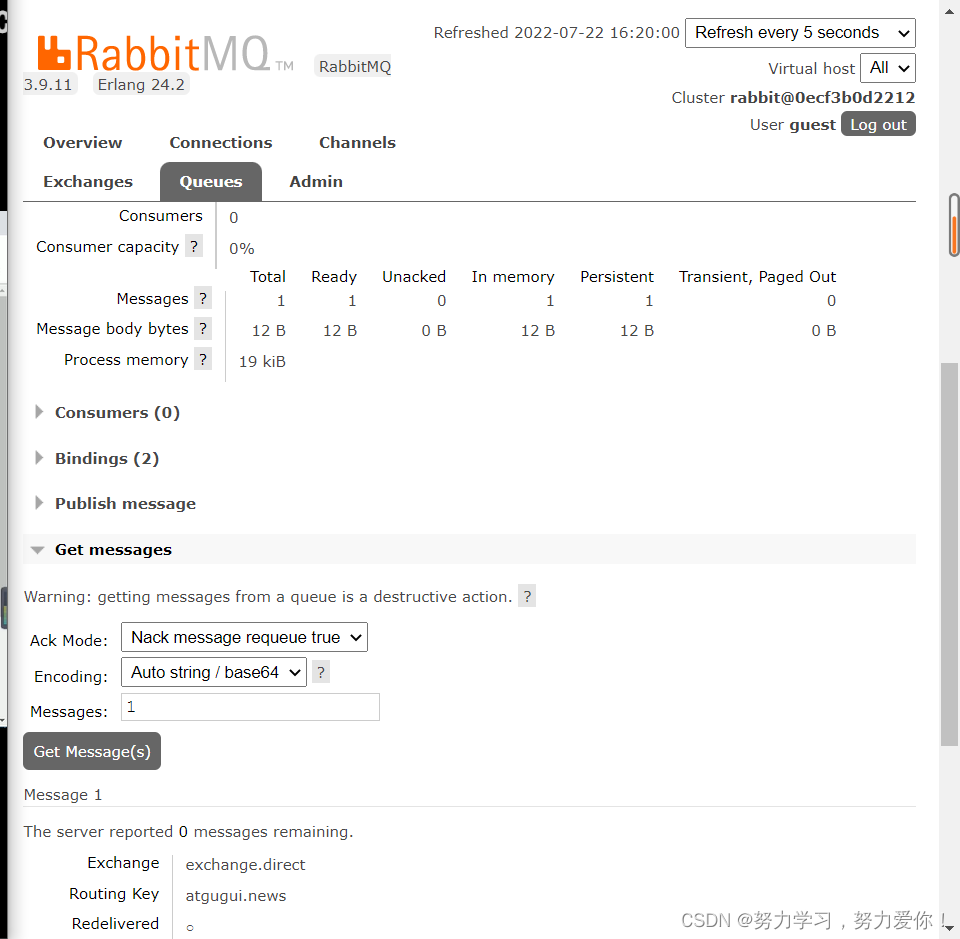 Refreshed 2022-07-22 16:20:00 Refresh every 5 seconds
RabbitMQ TM RabbitMQ
3.9.11 Erlang 24.2
Virtual host All
Cluster rabbit@0ecf3b0d2212
User guest Log out
Overview Connections Channels
Exchanges Queues Admin
Consumers 0
Consumer capacity ? 0%
Total Ready Unacked In memory Persistent Transient, Paged Out
Messages ? 1 1 0 1 1 0
Message body bytes ? 12 B 12 B 0 B 12 B 12 B 0 B
Process memory ? 19 kiB
Consumers (0)
Bindings (2)
Publish message
Get messages
Warning: getting messages from a queue is a destructive action. ?
Ack Mode: Nack message requeue true
Encoding: Auto string / base64 ?
Messages: 1
Get Message(s)
Message 1
The server reported 0 messages remaining.
Exchange exchange.direct
Routing Key atgugui.news
Redelivered ○
CSDN @努力学习，努力爱你！